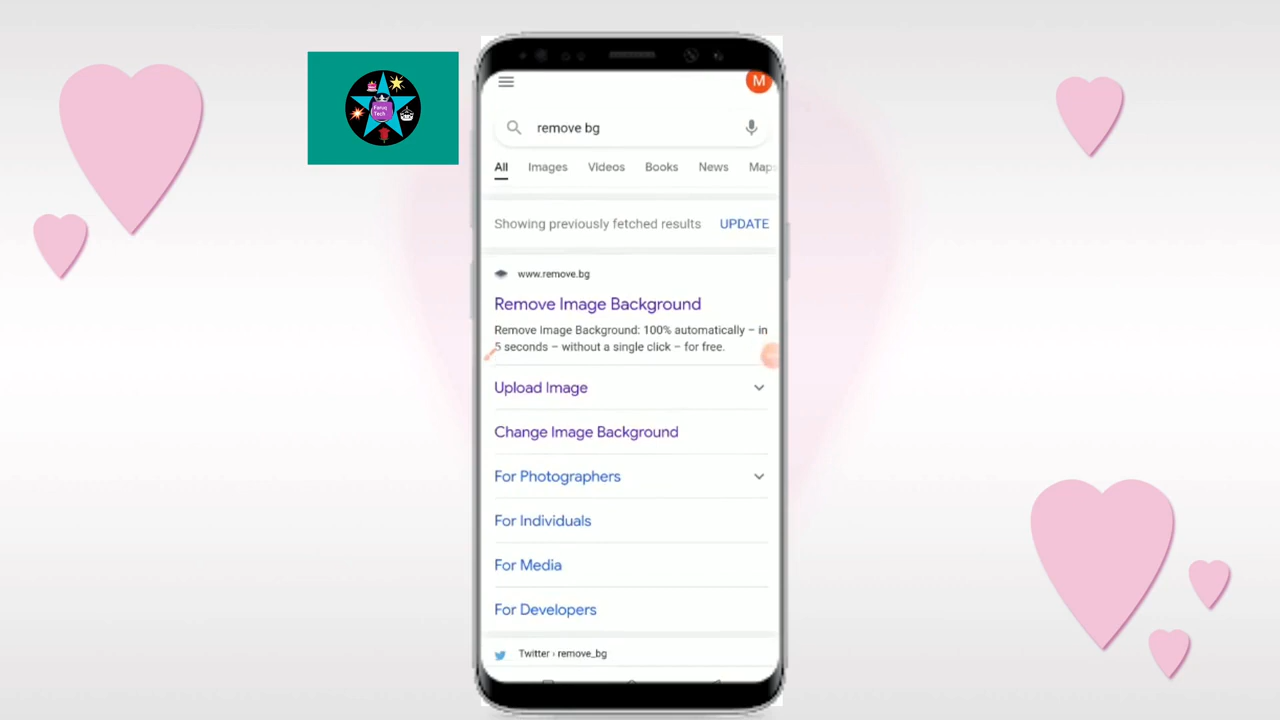 M
remove bg
All Images Videos Books News Maps
Showing previously fetched results UPDATE
www.remove.bg
Remove Image Background
Remove Image Background: 100% automatically – in
5 seconds – without a single click – for free.
Upload Image
Change Image Background
For Photographers
For Individuals
For Media
For Developers
Twitter › remove_bg